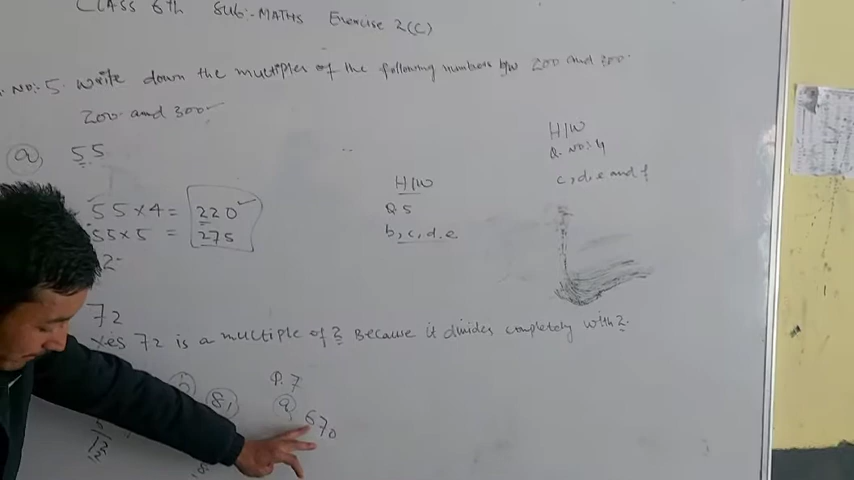 CLASS 6th SUB:-MATHS Exercise 2(C)
NO:- 5. Write down the multiples of the following numbers b/w 200 and 300.
200 and 300
a, 55
55 x 4 = 220
55 x 5 = 275
H/W
Q 5
b, c, d, e
H/W
Q. NO:- 4
c, d, e and f
72
Yes 72 is a multiple of 2 Because it divides completely with 2.
81
Q. 7
a
670